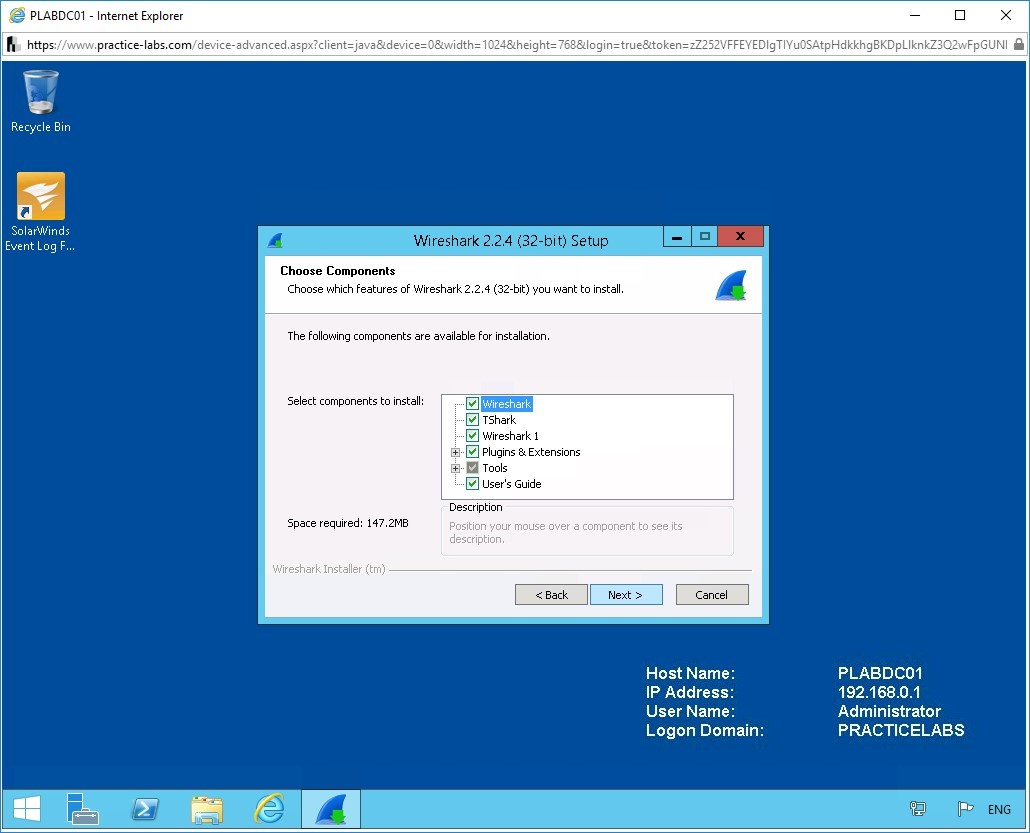 PLABDC01 - Internet Explorer
https://www.practice-labs.com/device-advanced.aspx?client=java&device=0&width=1024&height=768&login=true&token=
Recycle Bin
SolarWinds
Event Log F...
Wireshark 2.2.4 (32-bit) Setup
Choose Components
Choose which features of Wireshark 2.2.4 (32-bit) you want to install.
The following components are available for installation.
Select components to install:
Wireshark
TShark
Wireshark 1
Plugins & Extensions
Tools
User's Guide
Space required: 147.2MB
Description
Position your mouse over a component to see its
description.
Wireshark Installer (tm)
< Back
Next >
Cancel
Host Name: PLABDC01
IP Address: 192.168.0.1
User Name: Administrator
Logon Domain: PRACTICELABS
ENG